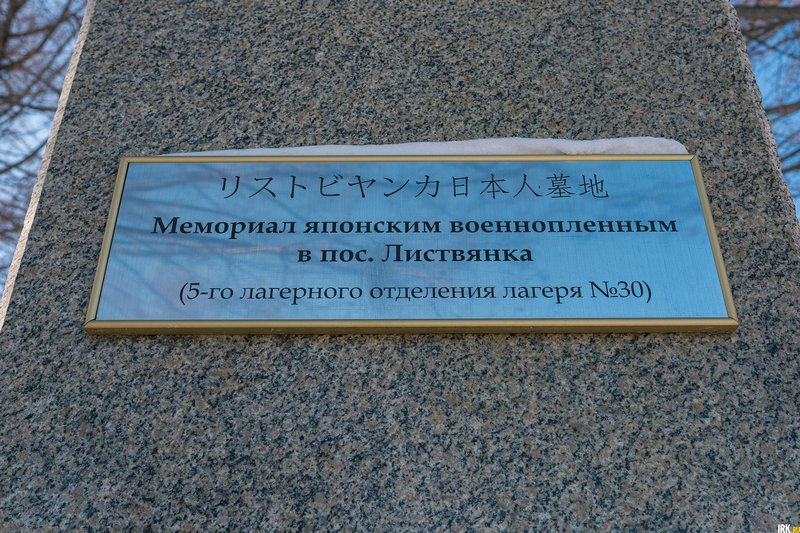 リストビヤンカ日本人墓地
Мемориал японским военнопленным
в пос. Листвянка
(5-го лагерного отделения лагеря №30)
IRK.RU